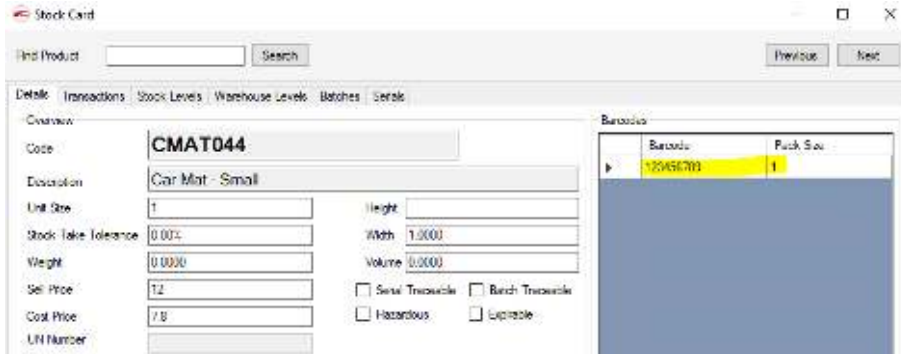 Stock Card
Find Product Search Previous Next
Details Transactions Stock Levels Warehouse Levels Batches Serials
Overview
Barcodes
Code CMAT044
Barcode Pack Size
123456789 1
Description Car Mat - Small
Unit Size 1 Height
Stock Take Tolerance 0.00% Width 1.0000
Weight 0.0000 Volume 0.0000
Sell Price 12 Serial Traceable Batch Traceable
Cost Price 7.8 Hazardous Expirable
UN Number